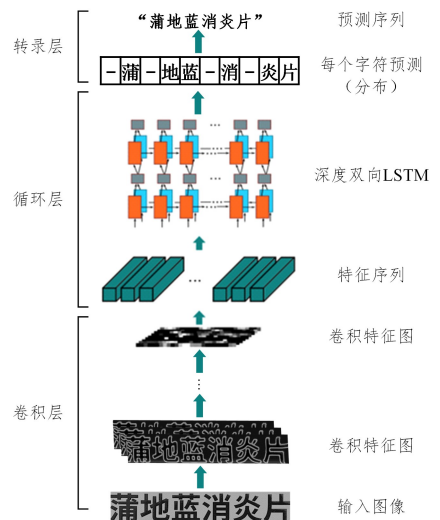 “蒲地蓝消炎片”
预测序列
转录层
-蒲-地蓝-消-炎片
每个字符预测
（分布）
循环层
深度双向LSTM
特征序列
卷积特征图
卷积层
蒲地蓝消炎片
卷积特征图
蒲地蓝消炎片
输入图像